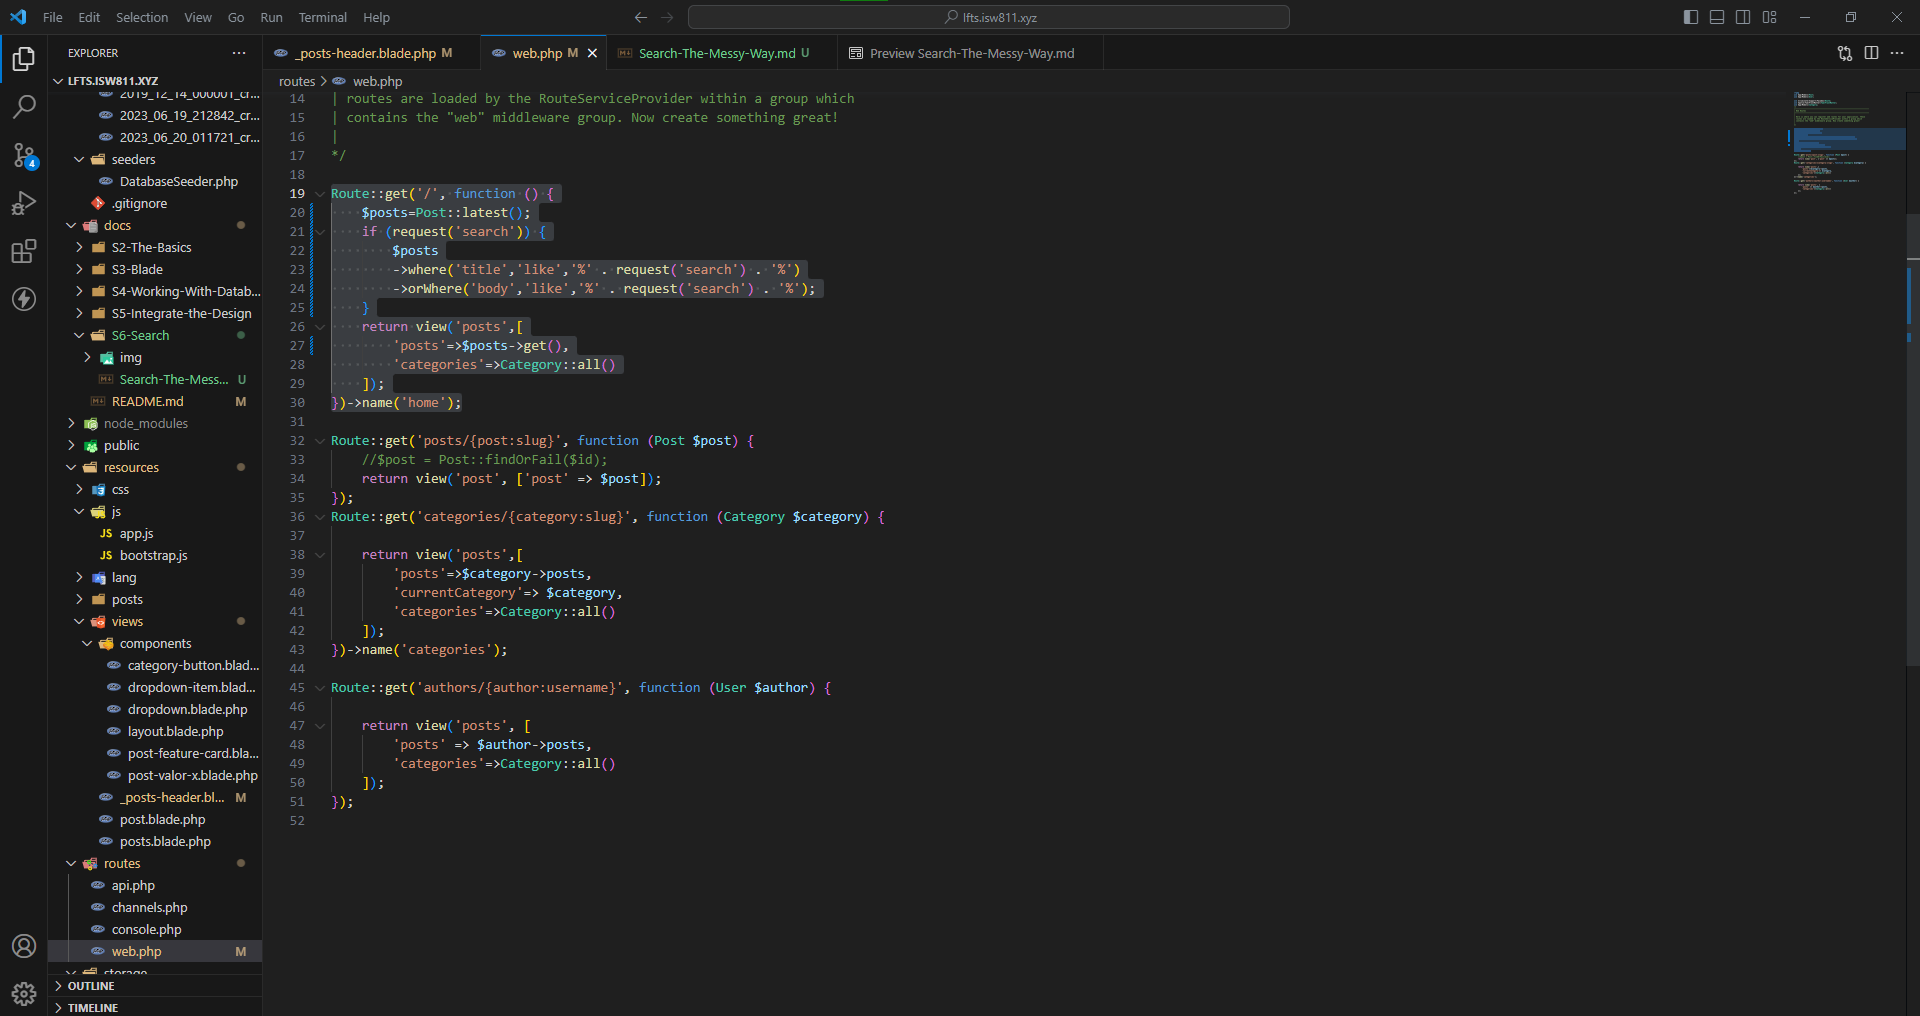 File Edit Selection View Go Run Terminal Help
lfts.isw811.xyz
EXPLORER
_posts-header.blade.php M
web.php M
Search-The-Messy-Way.md U
Preview Search-The-Messy-Way.md
LFTS.ISW811.XYZ
routes > web.php
2019_12_14_000001_cr...
2023_06_19_212842_cr...
2023_06_20_011721_cr...
seeders
DatabaseSeeder.php
.gitignore
docs
S2-The-Basics
S3-Blade
S4-Working-With-Datab...
S5-Integrate-the-Design
S6-Search
img
Search-The-Mess... U
README.md M
node_modules
public
resources
css
js
JS app.js
JS bootstrap.js
lang
posts
views
components
category-button.blad...
dropdown-item.blad...
dropdown.blade.php
layout.blade.php
post-feature-card.bla...
post-valor-x.blade.php
_posts-header.bl... M
post.blade.php
posts.blade.php
routes
api.php
channels.php
console.php
web.php M
storage
OUTLINE
TIMELINE
4
14 | routes are loaded by the RouteServiceProvider within a group which
15 | contains the "web" middleware group. Now create something great!
16 |
17 */
18
19 Route::get('/', function () {
20 $posts=Post::latest();
21 if (request('search')) {
22 $posts
23 ->where('title','like','%' . request('search') . '%')
24 ->orWhere('body','like','%' . request('search') . '%');
25 }
26 return view('posts',[
27 'posts'=>$posts->get(),
28 'categories'=>Category::all()
29 ]);
30 })->name('home');
31
32 Route::get('posts/{post:slug}', function (Post $post) {
33 //$post = Post::findOrFail($id);
34 return view('post', ['post' => $post]);
35 });
36 Route::get('categories/{category:slug}', function (Category $category) {
37
38 return view('posts',[
39 'posts'=>$category->posts,
40 'currentCategory'=> $category,
41 'categories'=>Category::all()
42 ]);
43 })->name('categories');
44
45 Route::get('authors/{author:username}', function (User $author) {
46
47 return view('posts', [
48 'posts' => $author->posts,
49 'categories'=>Category::all()
50 ]);
51 });
52